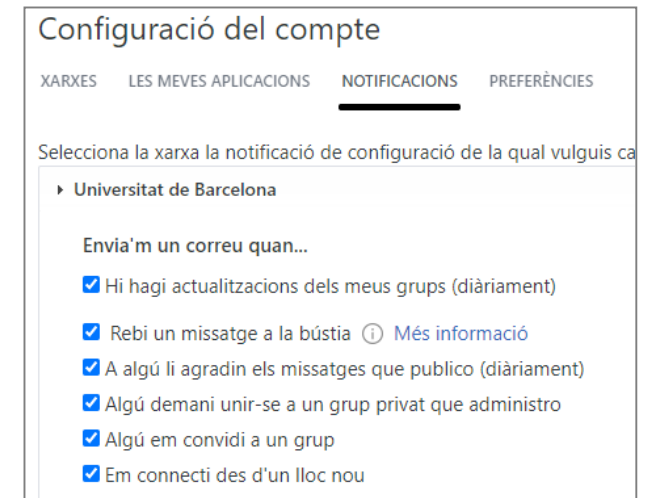 Configuració del compte
XARXES LES MEVES APLICACIONS NOTIFICACIONS PREFERÈNCIES
Selecciona la xarxa la notificació de configuració de la qual vulguis ca
Universitat de Barcelona
Envia'm un correu quan...
Hi hagi actualitzacions dels meus grups (diàriament)
Rebi un missatge a la bústia Més informació
A algú li agradin els missatges que publico (diàriament)
Algú demani unir-se a un grup privat que administro
Algú em convidi a un grup
Em connecti des d'un lloc nou